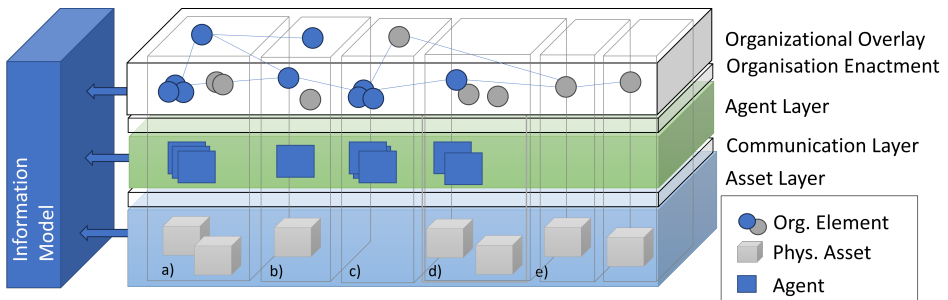 Information
Model
Organizational Overlay
Organisation Enactment
Agent Layer
Communication Layer
Asset Layer
a)
b)
c)
d)
e)
Org. Element
Phys. Asset
Agent